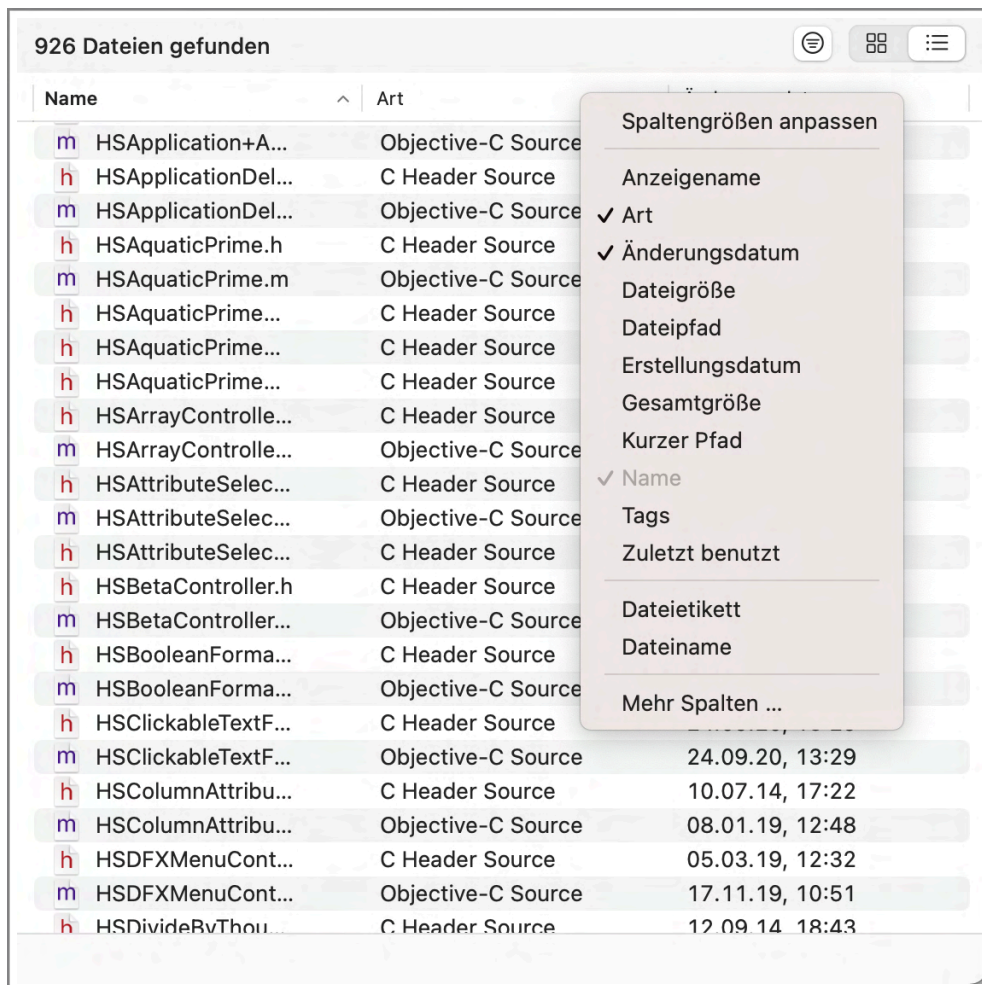 926 Dateien gefunden
Name Art
HSApplication+A... Objective-C Source
HSApplicationDel... C Header Source
HSApplicationDel... Objective-C Source
HSAquaticPrime.h C Header Source
HSAquaticPrime.m Objective-C Source
HSAquaticPrime... C Header Source
HSAquaticPrime... C Header Source
HSAquaticPrime... C Header Source
HSArrayControlle... C Header Source
HSArrayControlle... Objective-C Source
HSAttributeSelec... C Header Source
HSAttributeSelec... Objective-C Source
HSAttributeSelec... C Header Source
HSBetaController.h C Header Source
HSBetaController... Objective-C Source
HSBooleanForma... C Header Source
HSBooleanForma... Objective-C Source
HSClickableTextF... C Header Source
HSClickableTextF... Objective-C Source 24.09.20, 13:29
HSColumnAttribu... C Header Source 10.07.14, 17:22
HSColumnAttribu... Objective-C Source 08.01.19, 12:48
HSDFXMenuCont... C Header Source 05.03.19, 12:32
HSDFXMenuCont... Objective-C Source 17.11.19, 10:51
HSDivideByThou... C Header Source 12.09.14, 18:43
Spaltengrößen anpassen
Anzeigename
Art
Änderungsdatum
Dateigröße
Dateipfad
Erstellungsdatum
Gesamtgröße
Kurzer Pfad
Name
Tags
Zuletzt benutzt
Dateietikett
Dateiname
Mehr Spalten ...